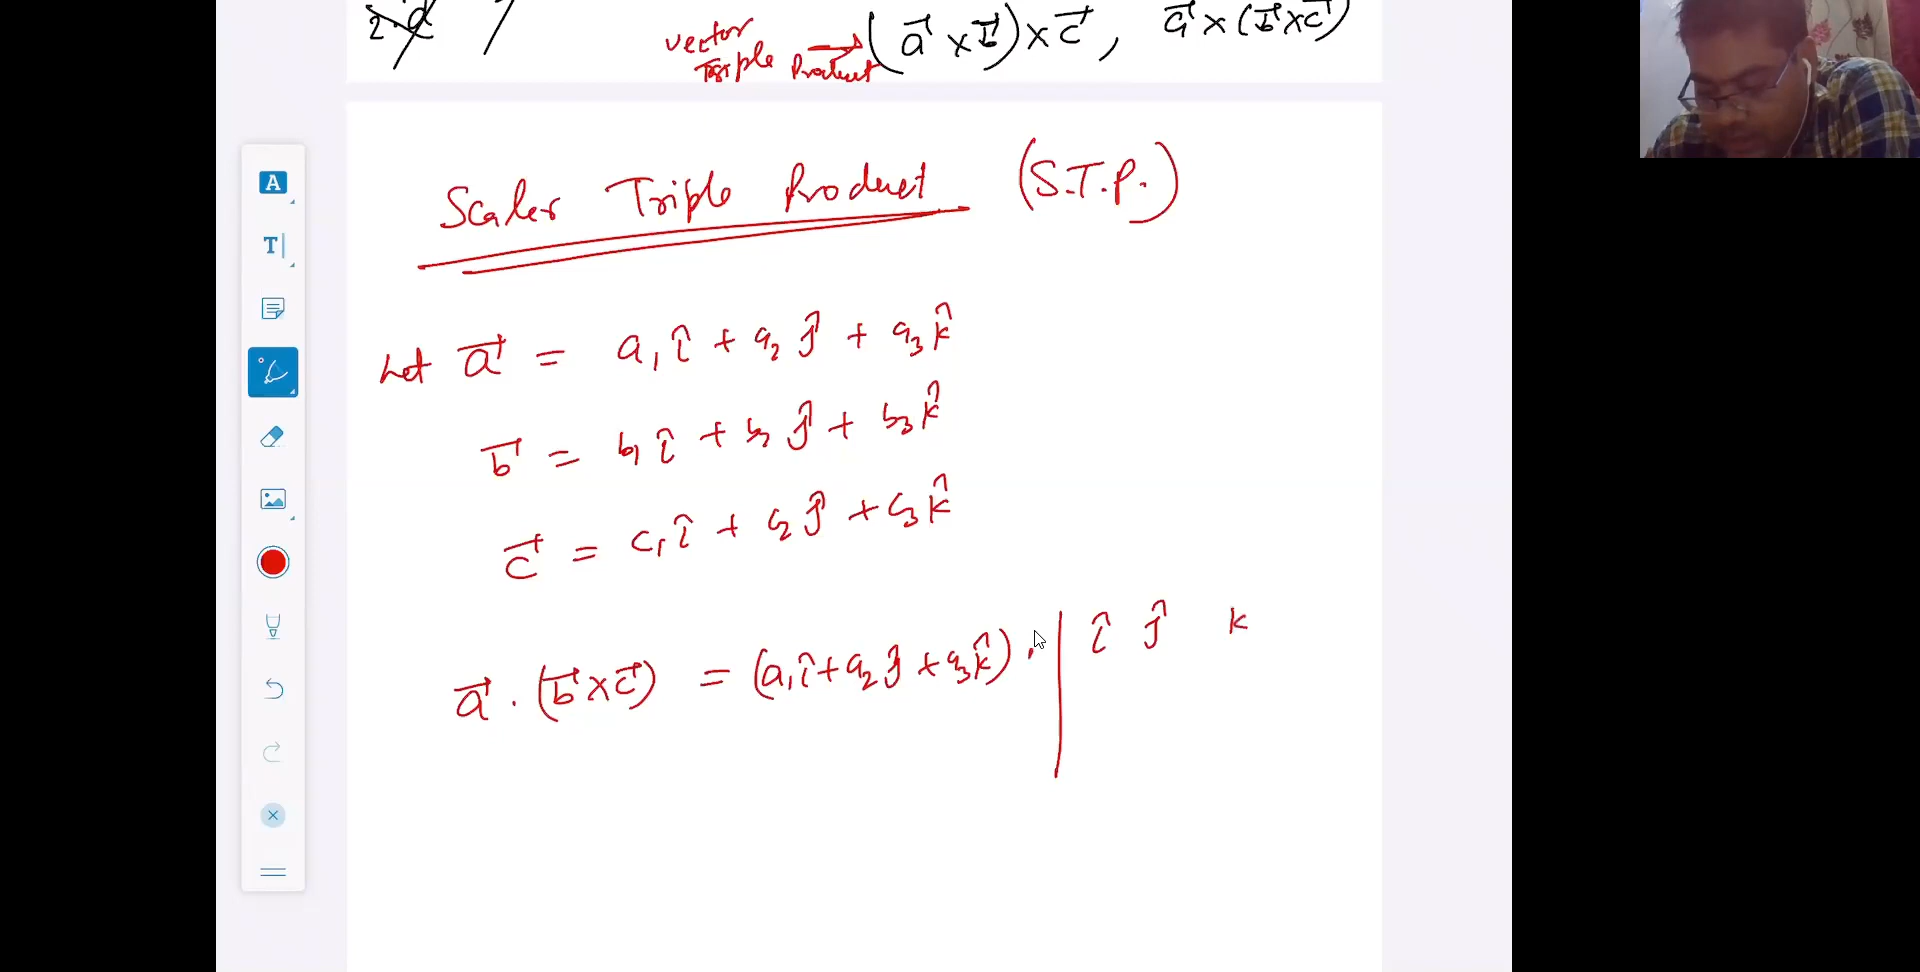 vector (a⃗ × b⃗) × c⃗ , a⃗ × (b⃗ × c⃗)
Triple Product
Scaler Triple Product (S.T.P.)
Let a⃗ = a₁î + a₂ĵ + a₃k̂
b⃗ = b₁î + b₂ĵ + b₃k̂
c⃗ = c₁î + c₂ĵ + c₃k̂
a⃗ . (b⃗ × c⃗) = (a₁î + a₂ĵ + a₃k̂) . | î ĵ k
A
T